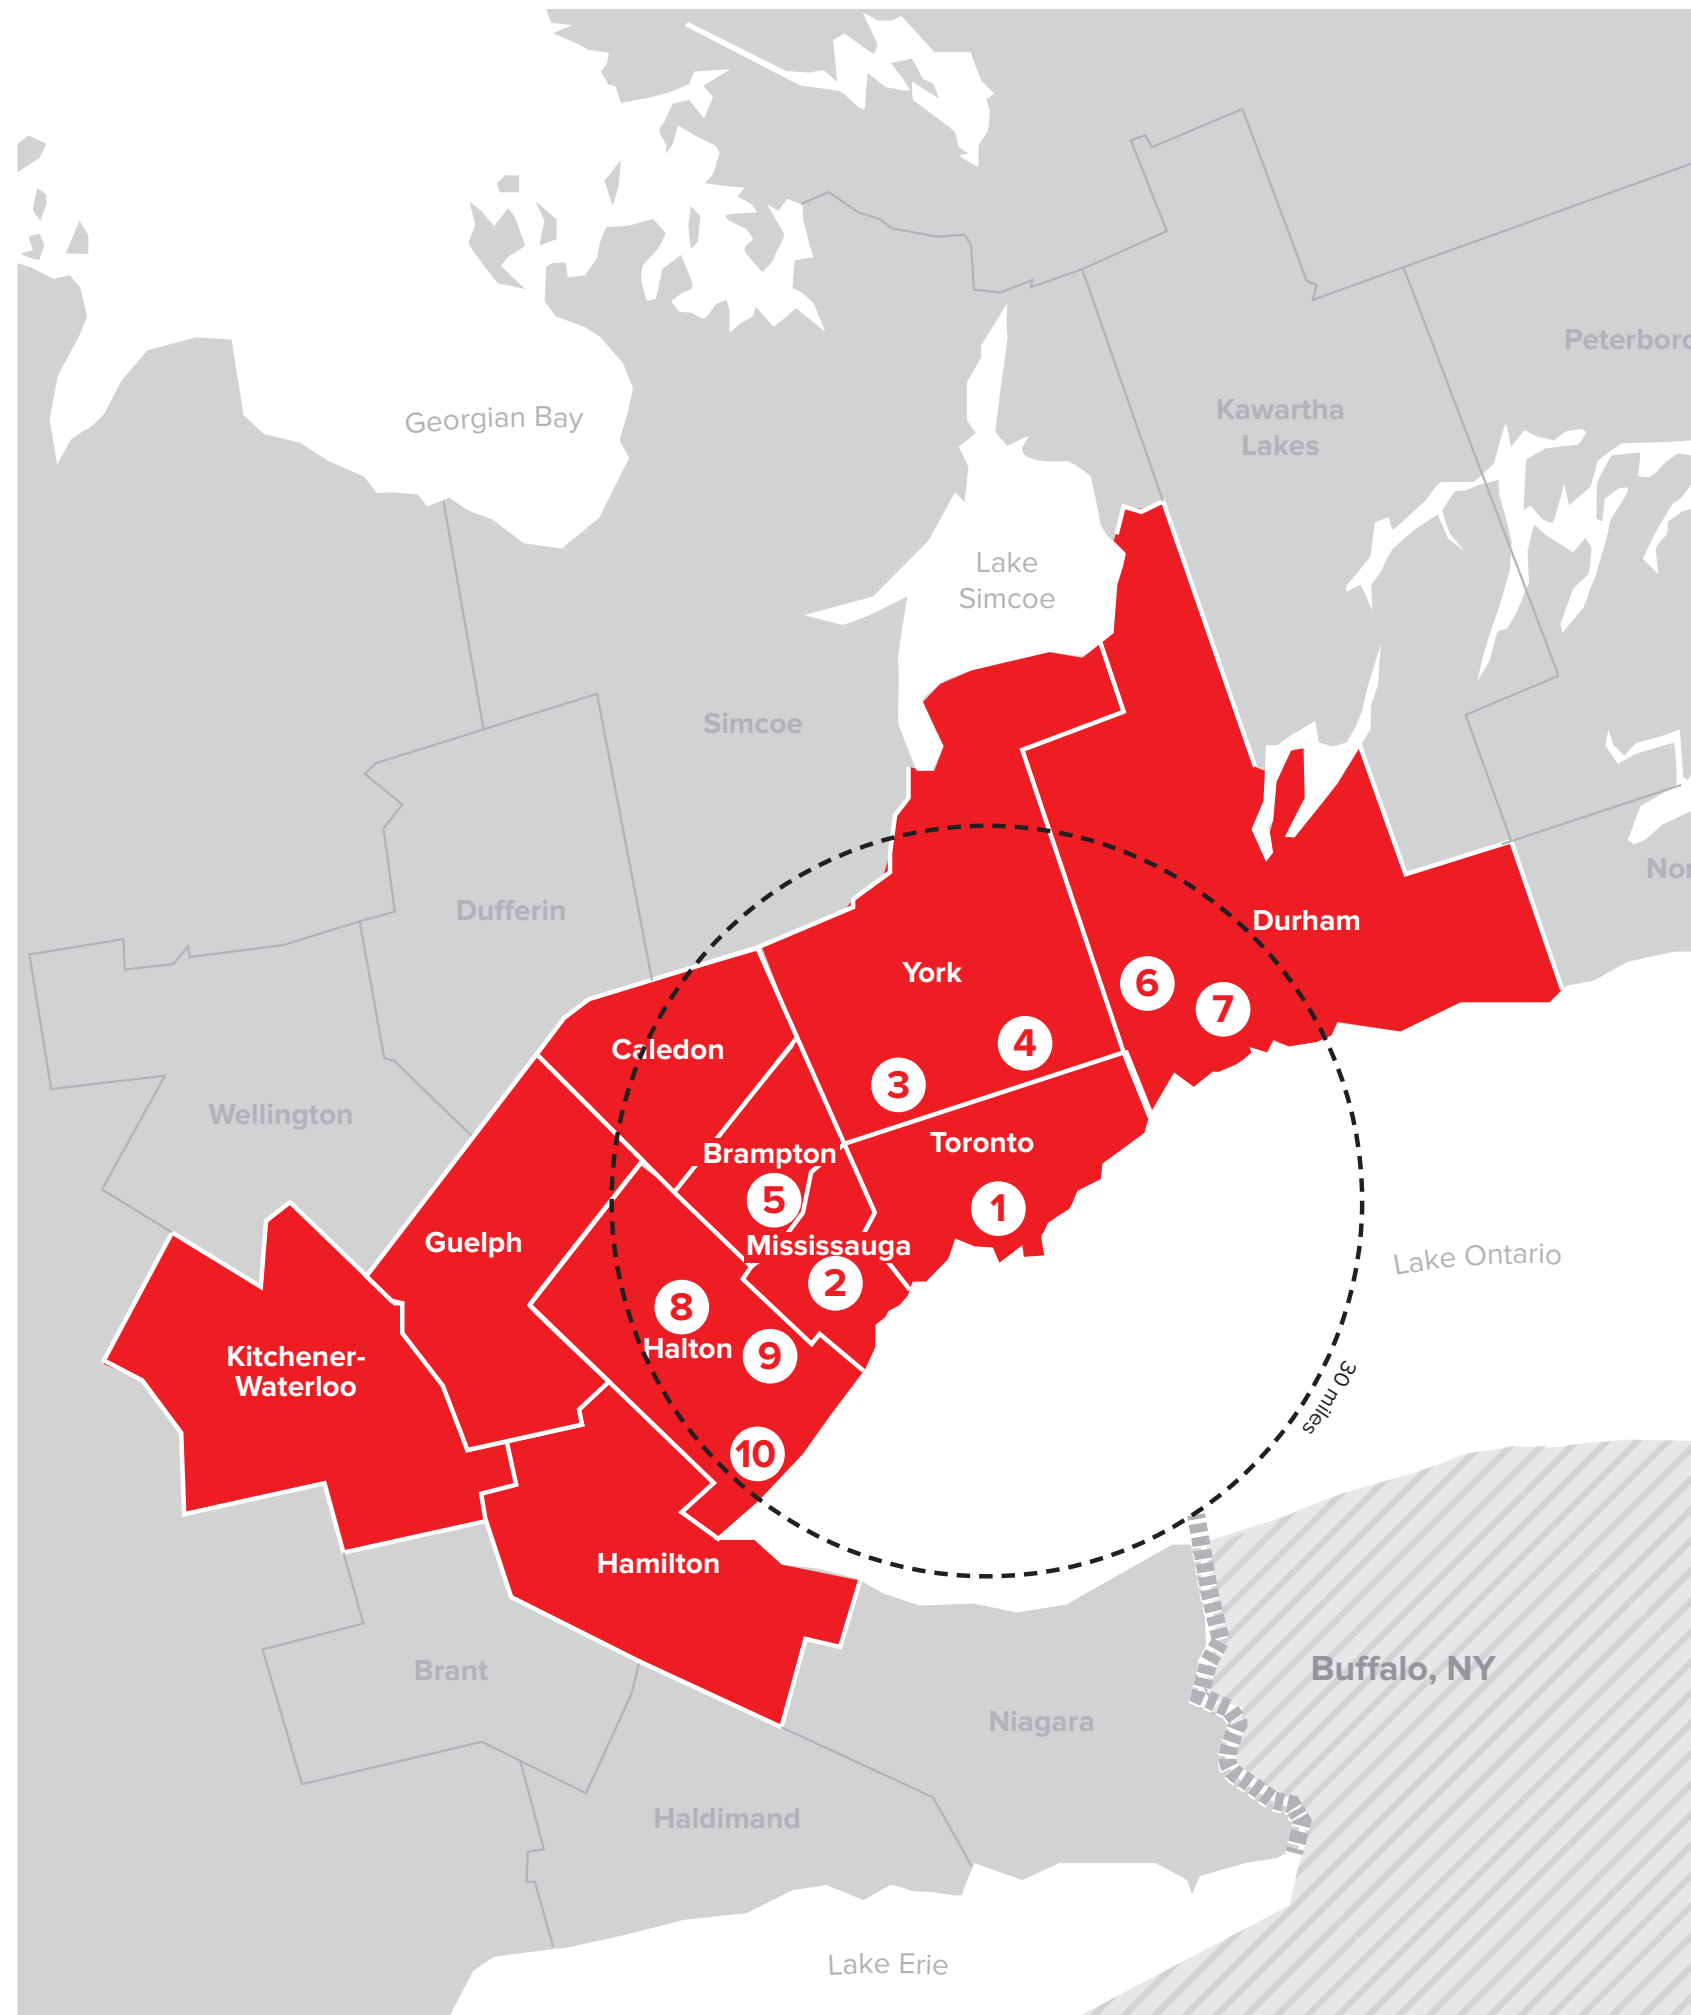 Peterboro
Kawartha
Lakes
Georgian Bay
Lake
Simcoe
Simcoe
Nor
Dufferin
Durham
York
6
7
4
Caledon
3
Wellington
Toronto
Brampton
5
1
Guelph
Mississauga
Lake Ontario
2
8
Halton
9
Kitchener-
Waterloo
30 miles
10
Hamilton
Buffalo, NY
Brant
Niagara
Haldimand
Lake Erie